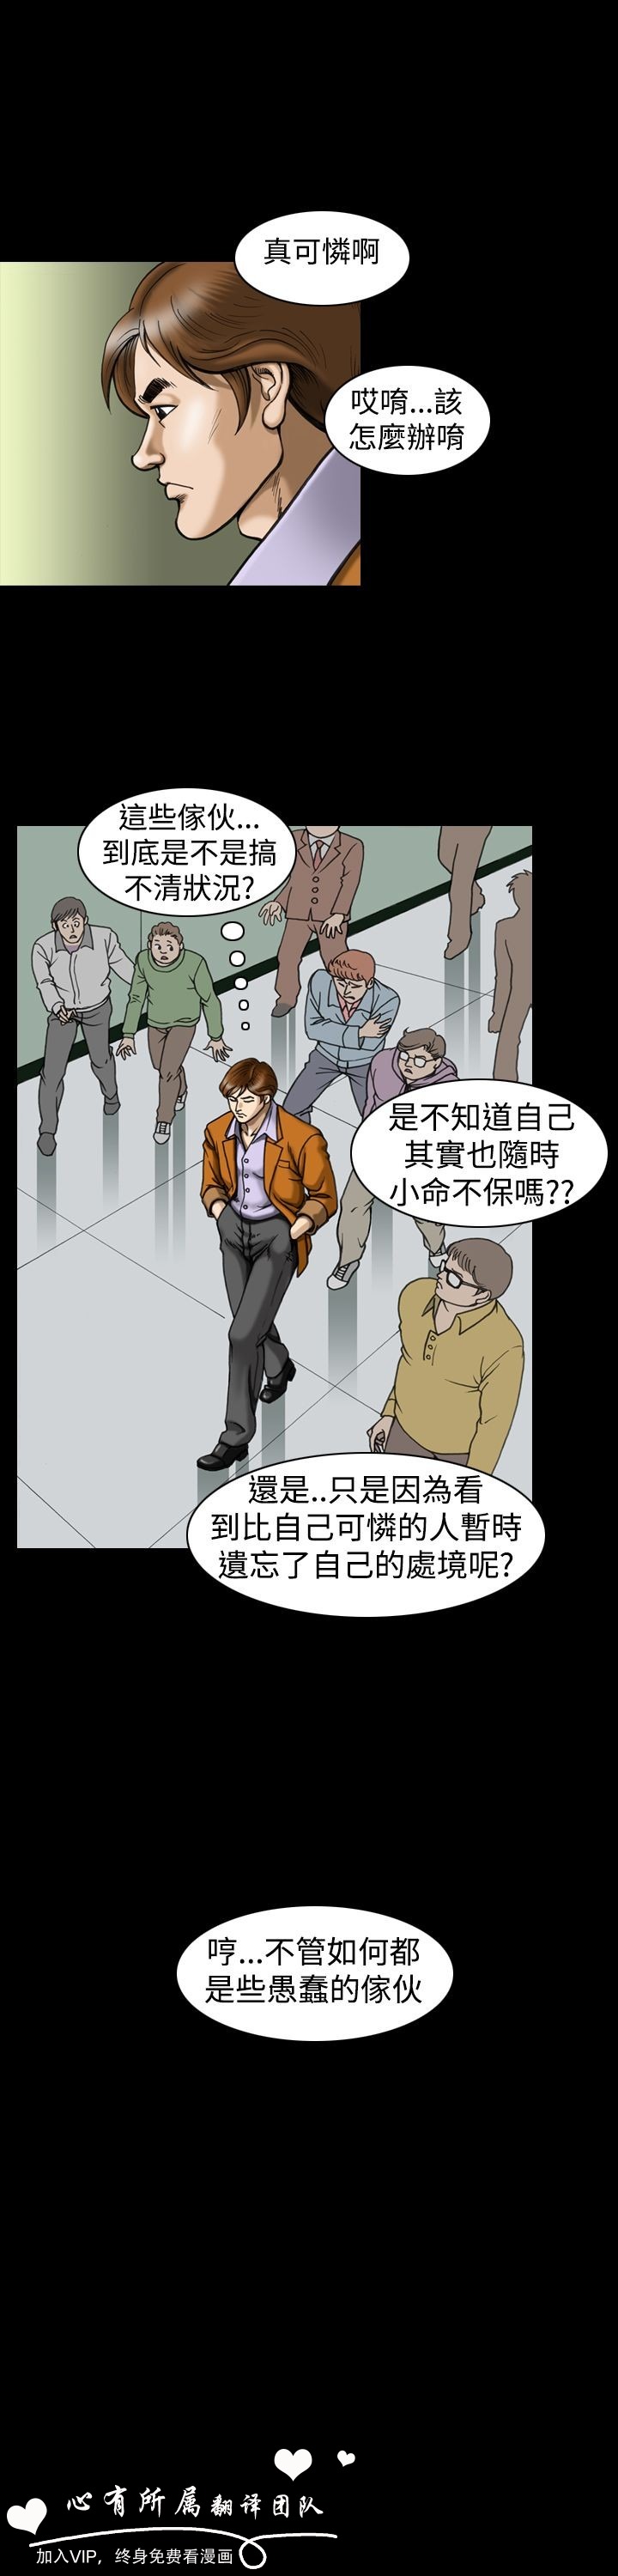 真可憐啊
哎唷...該
怎麼辦唷
這些傢伙...
到底是不是搞
不清狀況?
是不知道自己
其實也隨時
小命不保嗎??
還是..只是因為看
到比自己可憐的人暫時
遺忘了自己的處境呢?
哼...不管如何都
是些愚蠢的傢伙
心有所属翻译团队
加入VIP，终身免费看漫画